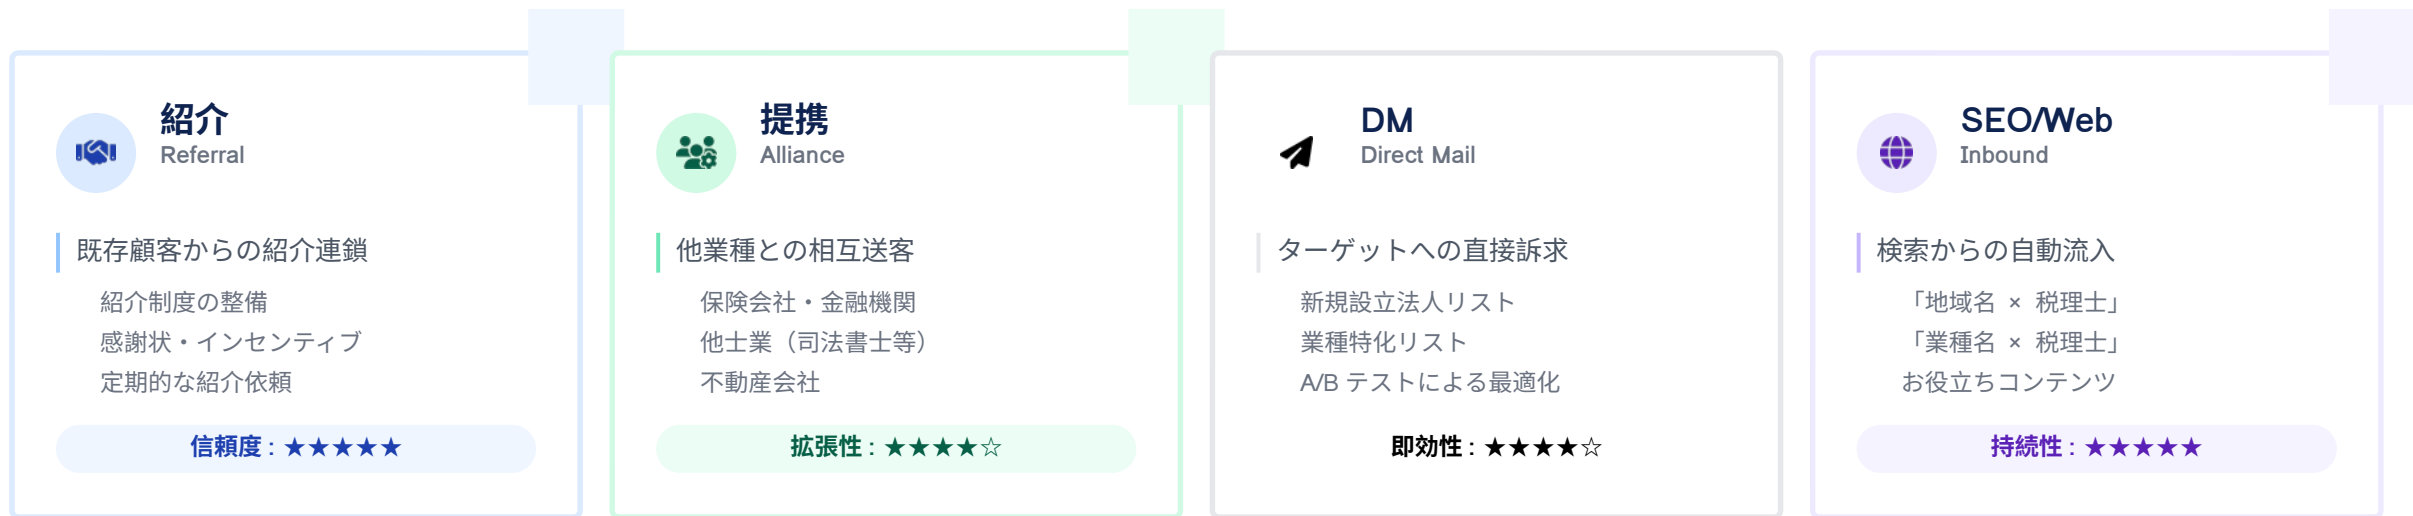 紹介
Referral
既存顧客からの紹介連鎖
紹介制度の整備
感謝状・インセンティブ
定期的な紹介依頼
信頼度：★★★★★
提携
Alliance
他業種との相互送客
保険会社・金融機関
他士業（司法書士等）
不動産会社
拡張性：★★★★☆
DM
Direct Mail
ターゲットへの直接訴求
新規設立法人リスト
業種特化リスト
A/B テストによる最適化
即効性：★★★★☆
SEO/Web
Inbound
検索からの自動流入
「地域名 × 税理士」
「業種名 × 税理士」
お役立ちコンテンツ
持続性：★★★★★